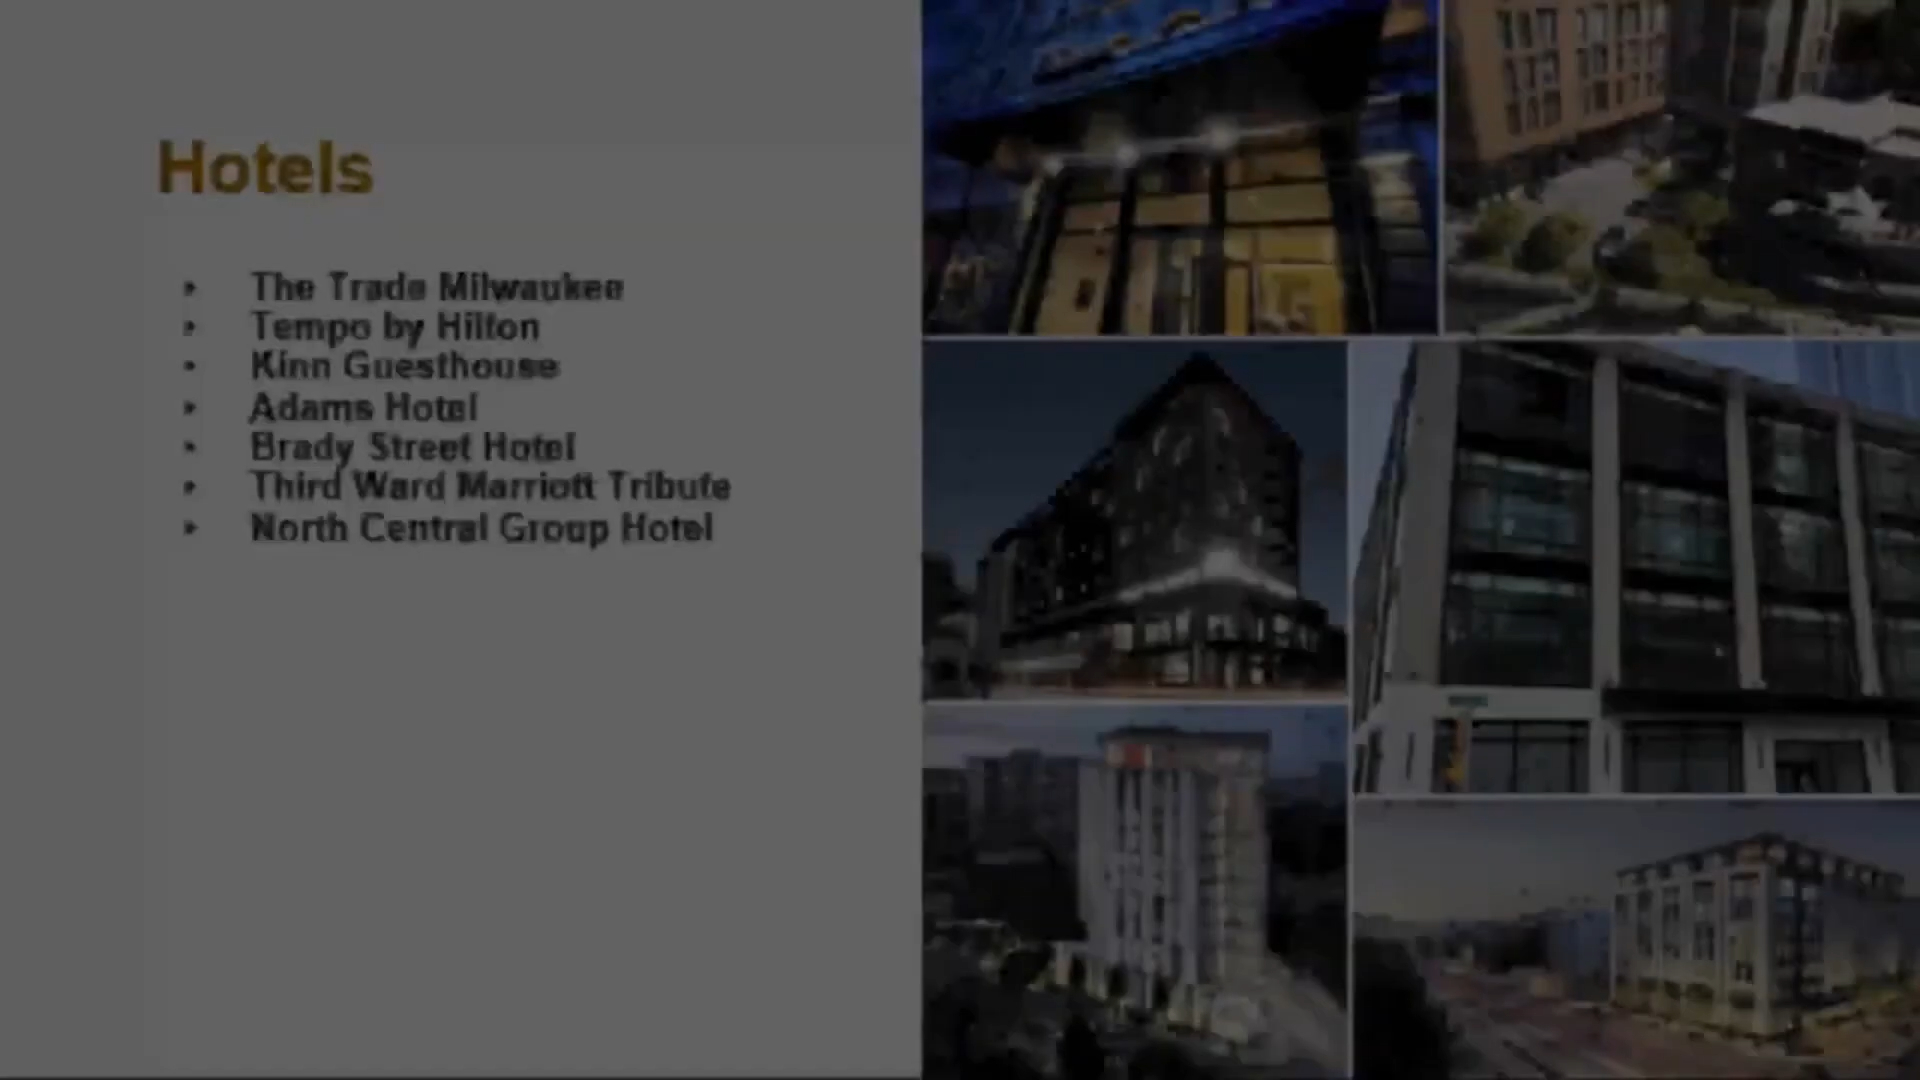 Hotels
• The Trade Milwaukee
• Tempo by Hilton
• Kinn Guesthouse
• Adams Hotel
• Brady Street Hotel
• Third Ward Marriott Tribute
• North Central Group Hotel